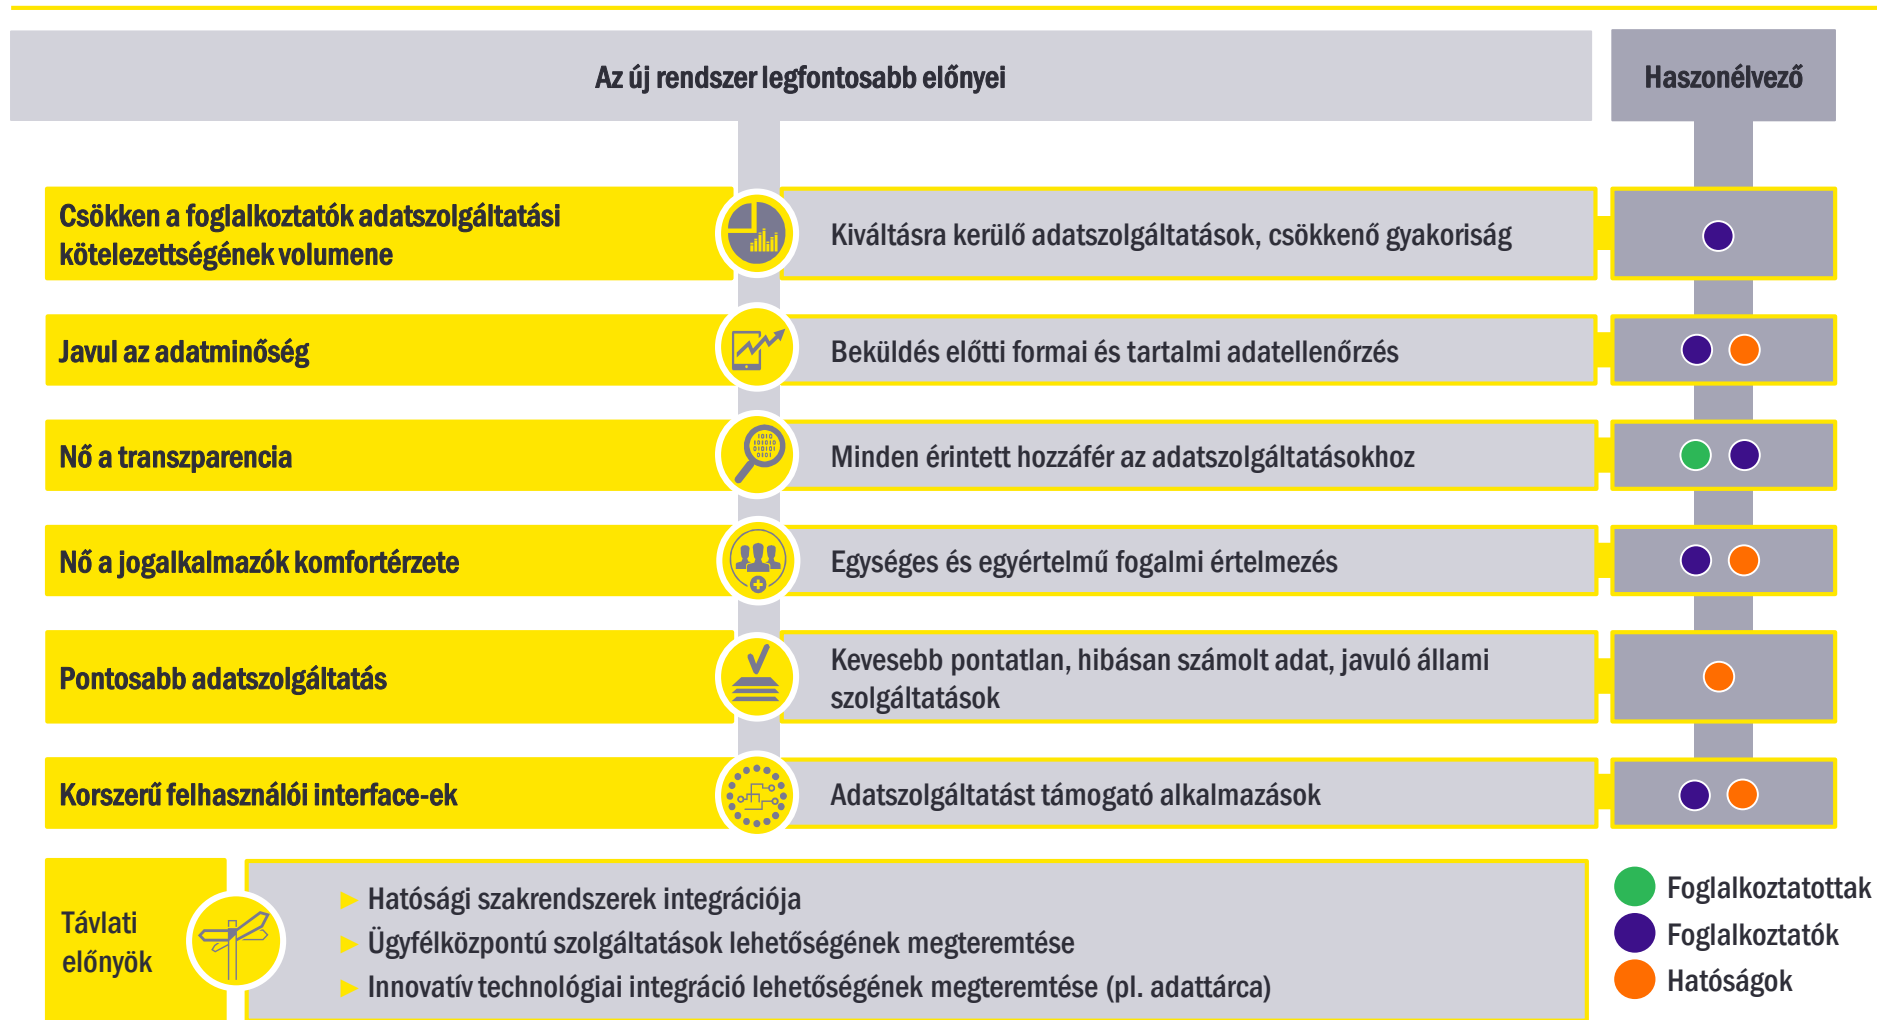 Az új rendszer legfontosabb előnyei
Haszonélvező
Csökken a foglalkoztatók adatszolgáltatási
kötelezettségének volumene
Kiváltásra kerülő adatszolgáltatások, csökkenő gyakoriság
Javul az adatminőség
Beküldés előtti formai és tartalmi adatellenőrzés
Nő a transzparencia
1010
101010
010101
0101
Minden érintett hozzáfér az adatszolgáltatásokhoz
Nő a jogalkalmazók komfortérzete
Egységes és egyértelmű fogalmi értelmezés
Pontosabb adatszolgáltatás
Kevesebb pontatlan, hibásan számolt adat, javuló állami
szolgáltatások
Korszerű felhasználói interface-ek
Adatszolgáltatást támogató alkalmazások
Távlati
előnyök
► Hatósági szakrendszerek integrációja
► Ügyfélközpontú szolgáltatások lehetőségének megteremtése
► Innovatív technológiai integráció lehetőségének megteremtése (pl. adattárca)
Foglalkoztatottak
Foglalkoztatók
Hatóságok